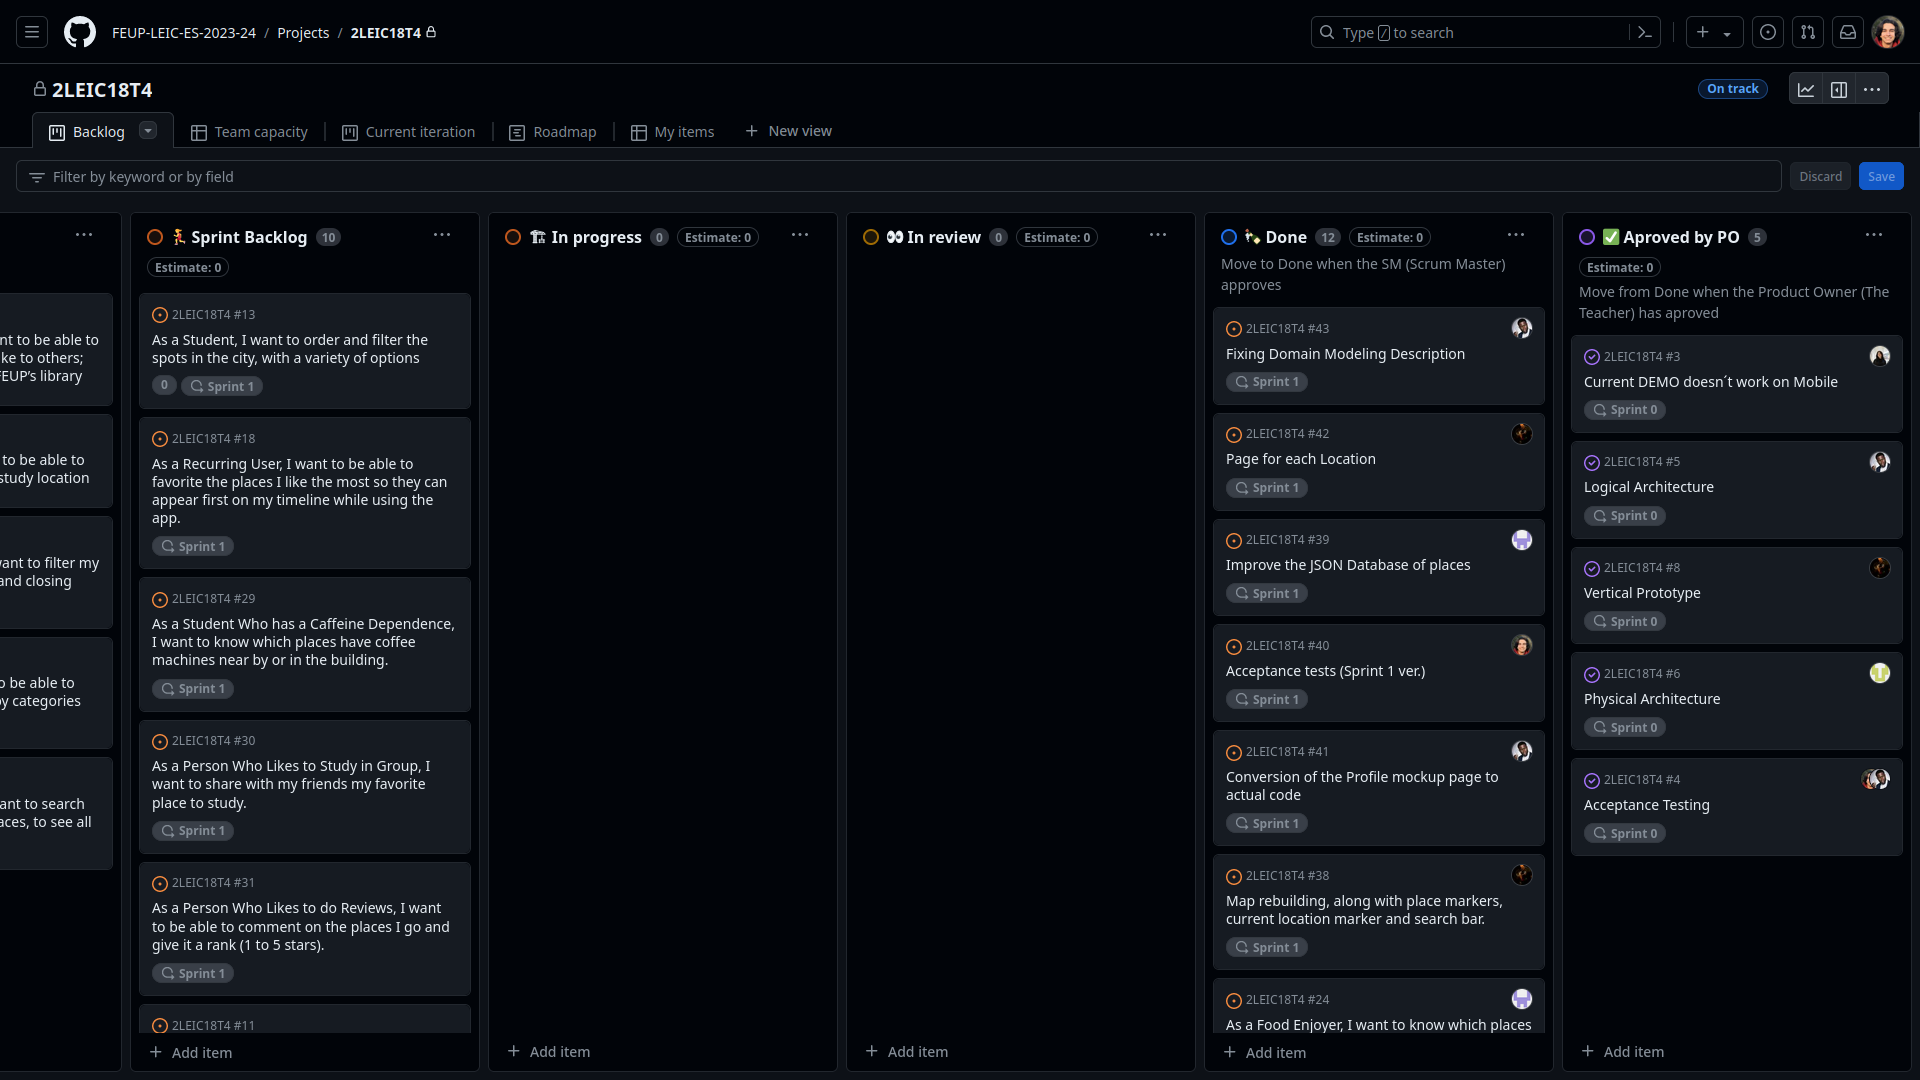 FEUP-LEIC-ES-2023-24 / Projects / 2LEIC18T4
Type / to search
2LEIC18T4
On track
Backlog
Team capacity
Current iteration
Roadmap
My items
New view
Filter by keyword or by field
Discard
Save
nt to be able to
ke to others;
FEUP's library
to be able to
study location
ant to filter my
and closing
o be able to
by categories
ant to search
aces, to see all
Sprint Backlog 10
Estimate: 0
2LEIC18T4 #13
As a Student, I want to order and filter the
spots in the city, with a variety of options
0 Sprint 1
2LEIC18T4 #18
As a Recurring User, I want to be able to
favorite the places I like the most so they can
appear first on my timeline while using the
app.
Sprint 1
2LEIC18T4 #29
As a Student Who has a Caffeine Dependence,
I want to know which places have coffee
machines near by or in the building.
Sprint 1
2LEIC18T4 #30
As a Person Who Likes to Study in Group, I
want to share with my friends my favorite
place to study.
Sprint 1
2LEIC18T4 #31
As a Person Who Likes to do Reviews, I want
to be able to comment on the places I go and
give it a rank (1 to 5 stars).
Sprint 1
2LEIC18T4 #11
Add item
In progress 0 Estimate: 0
Add item
In review 0 Estimate: 0
Add item
Done 12 Estimate: 0
Move to Done when the SM (Scrum Master)
approves
2LEIC18T4 #43
Fixing Domain Modeling Description
Sprint 1
2LEIC18T4 #42
Page for each Location
Sprint 1
2LEIC18T4 #39
Improve the JSON Database of places
Sprint 1
2LEIC18T4 #40
Acceptance tests (Sprint 1 ver.)
Sprint 1
2LEIC18T4 #41
Conversion of the Profile mockup page to
actual code
Sprint 1
2LEIC18T4 #38
Map rebuilding, along with place markers,
current location marker and search bar.
Sprint 1
2LEIC18T4 #24
As a Food Enjoyer, I want to know which places
Add item
Aproved by PO 5
Estimate: 0
Move from Done when the Product Owner (The
Teacher) has aproved
2LEIC18T4 #3
Current DEMO doesn´t work on Mobile
Sprint 0
2LEIC18T4 #5
Logical Architecture
Sprint 0
2LEIC18T4 #8
Vertical Prototype
Sprint 0
2LEIC18T4 #6
Physical Architecture
Sprint 0
2LEIC18T4 #4
Acceptance Testing
Sprint 0
Add item